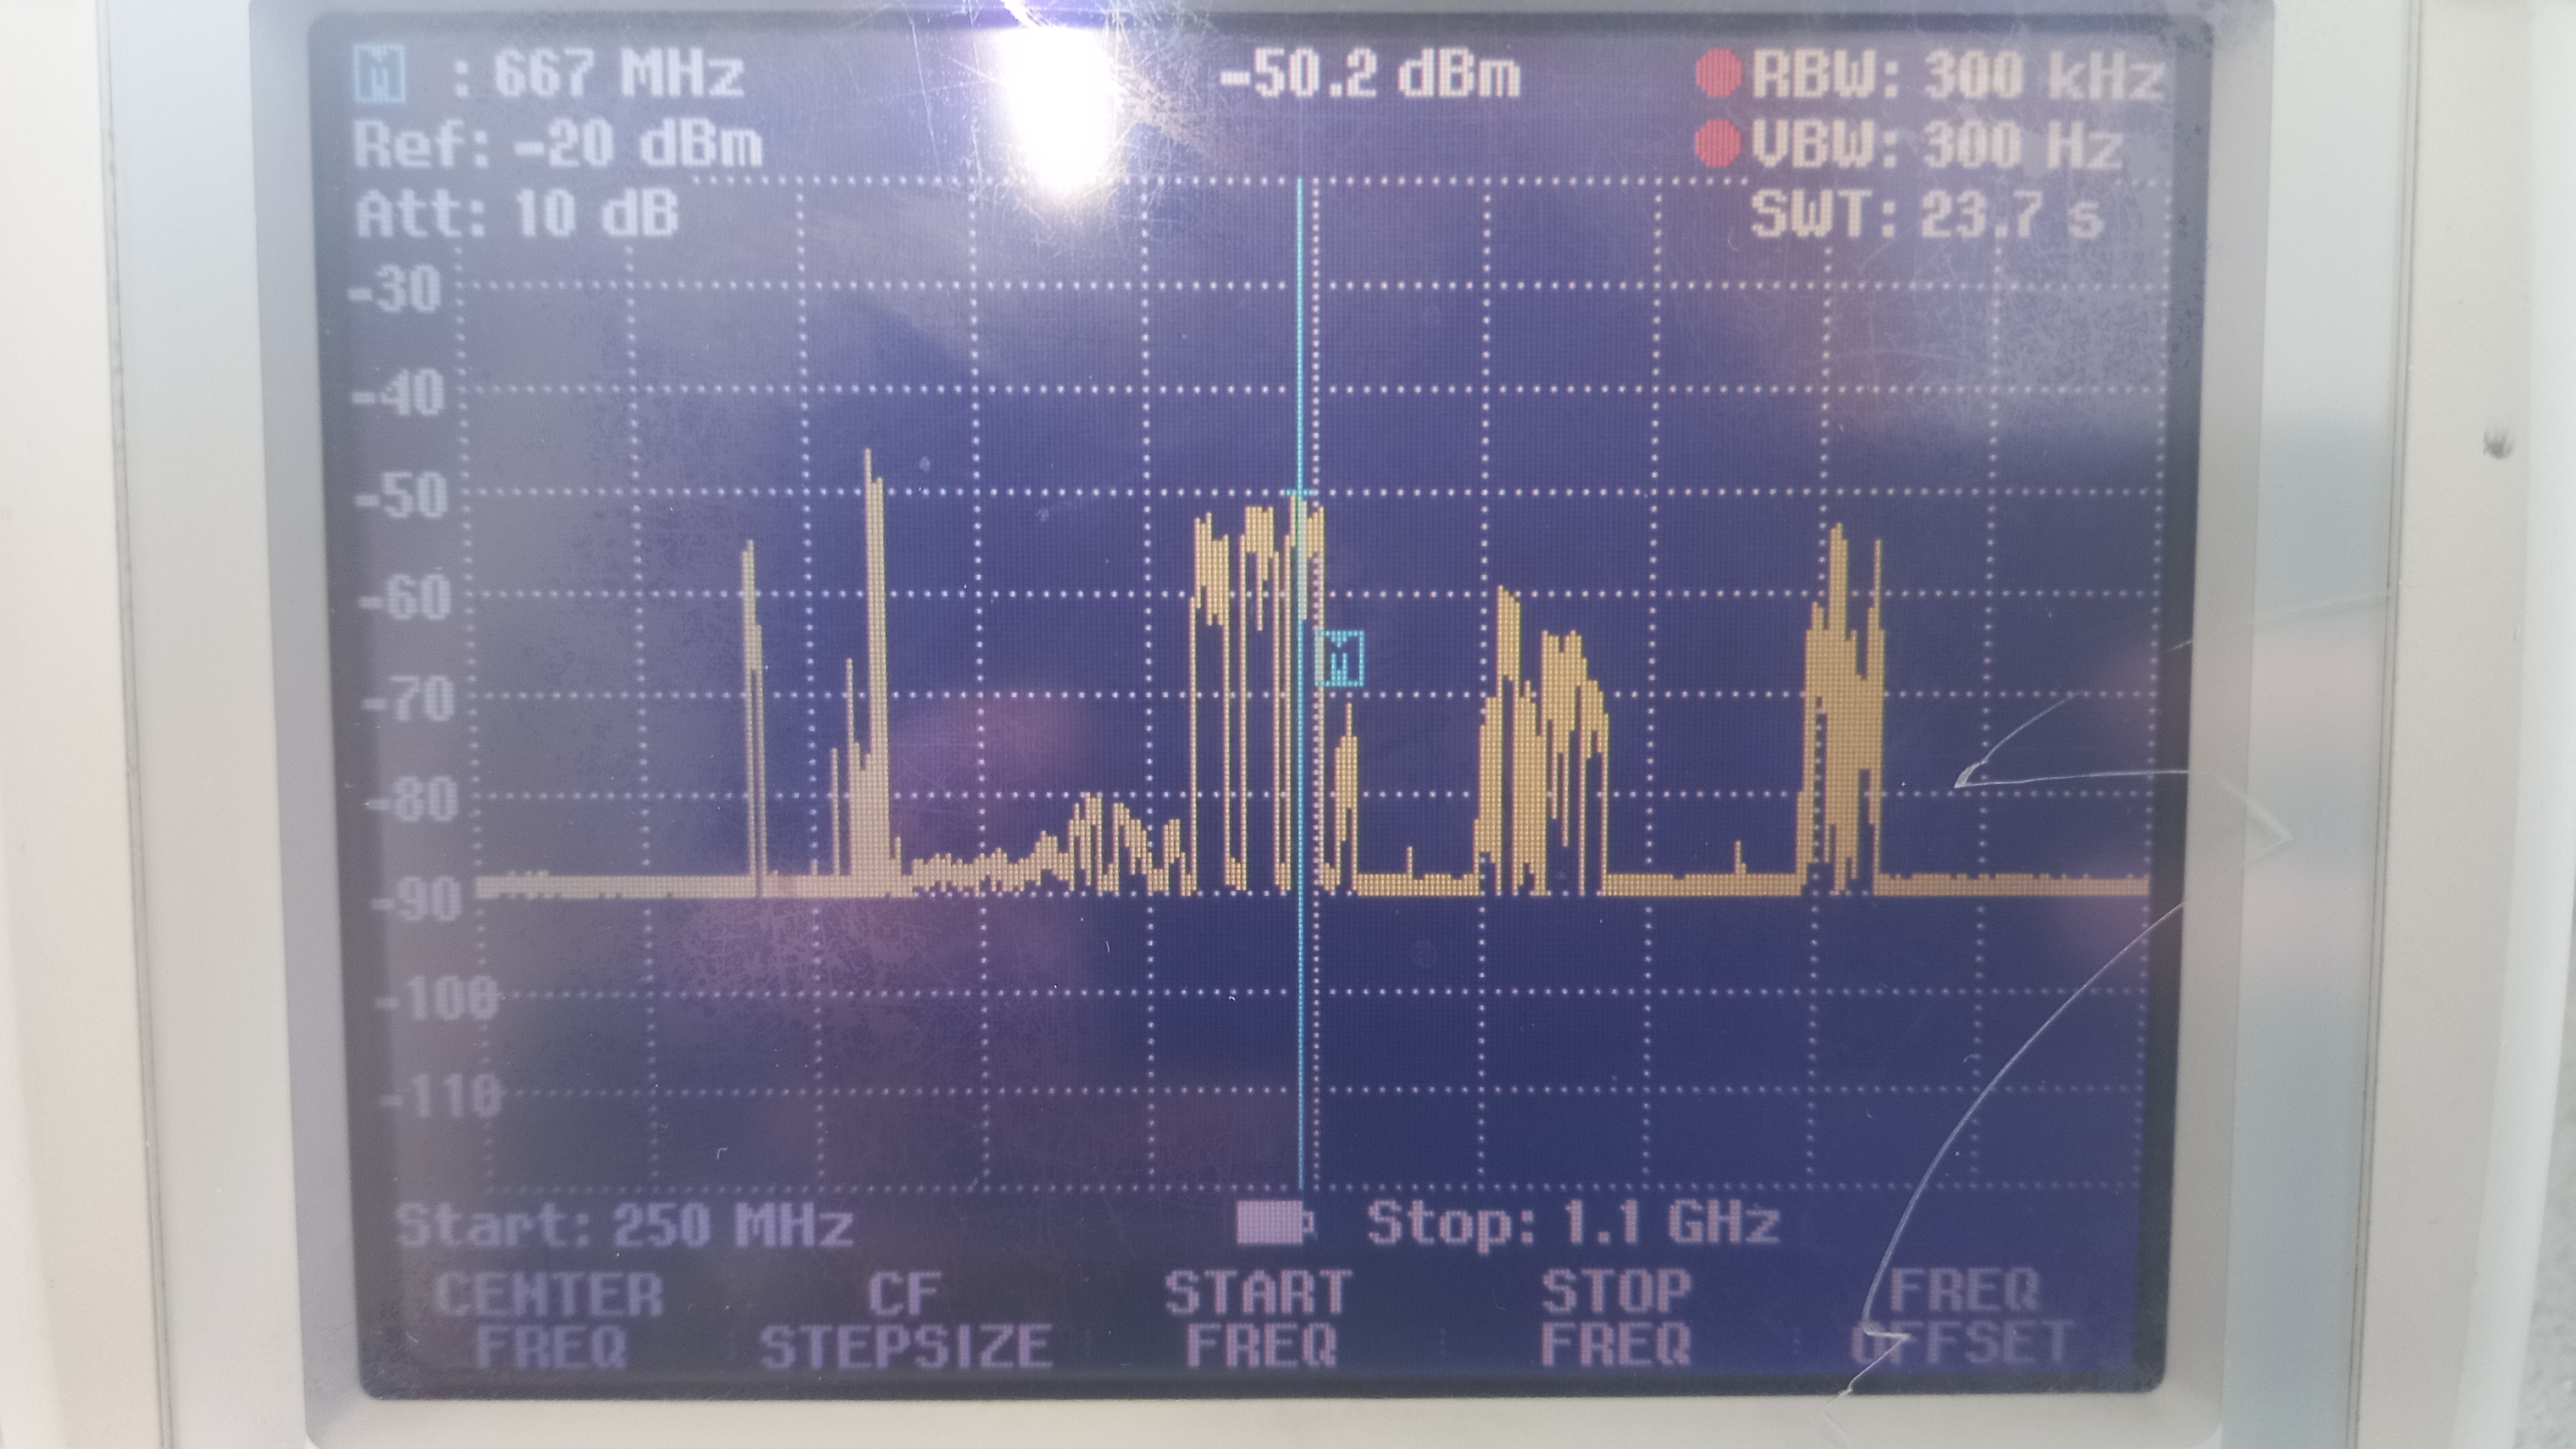 M : 667 MHz -50.2 dBm RBW: 300 kHz
Ref: -20 dBm VBW: 300 Hz
Att: 10 dB SWT: 23.7 s
-30
-40
-50
-60
M
-70
-80
-90
-100
-110
Start: 250 MHz Stop: 1.1 GHz
CENTER FREQ
CF STEPSIZE
START FREQ
STOP FREQ
FREQ OFFSET